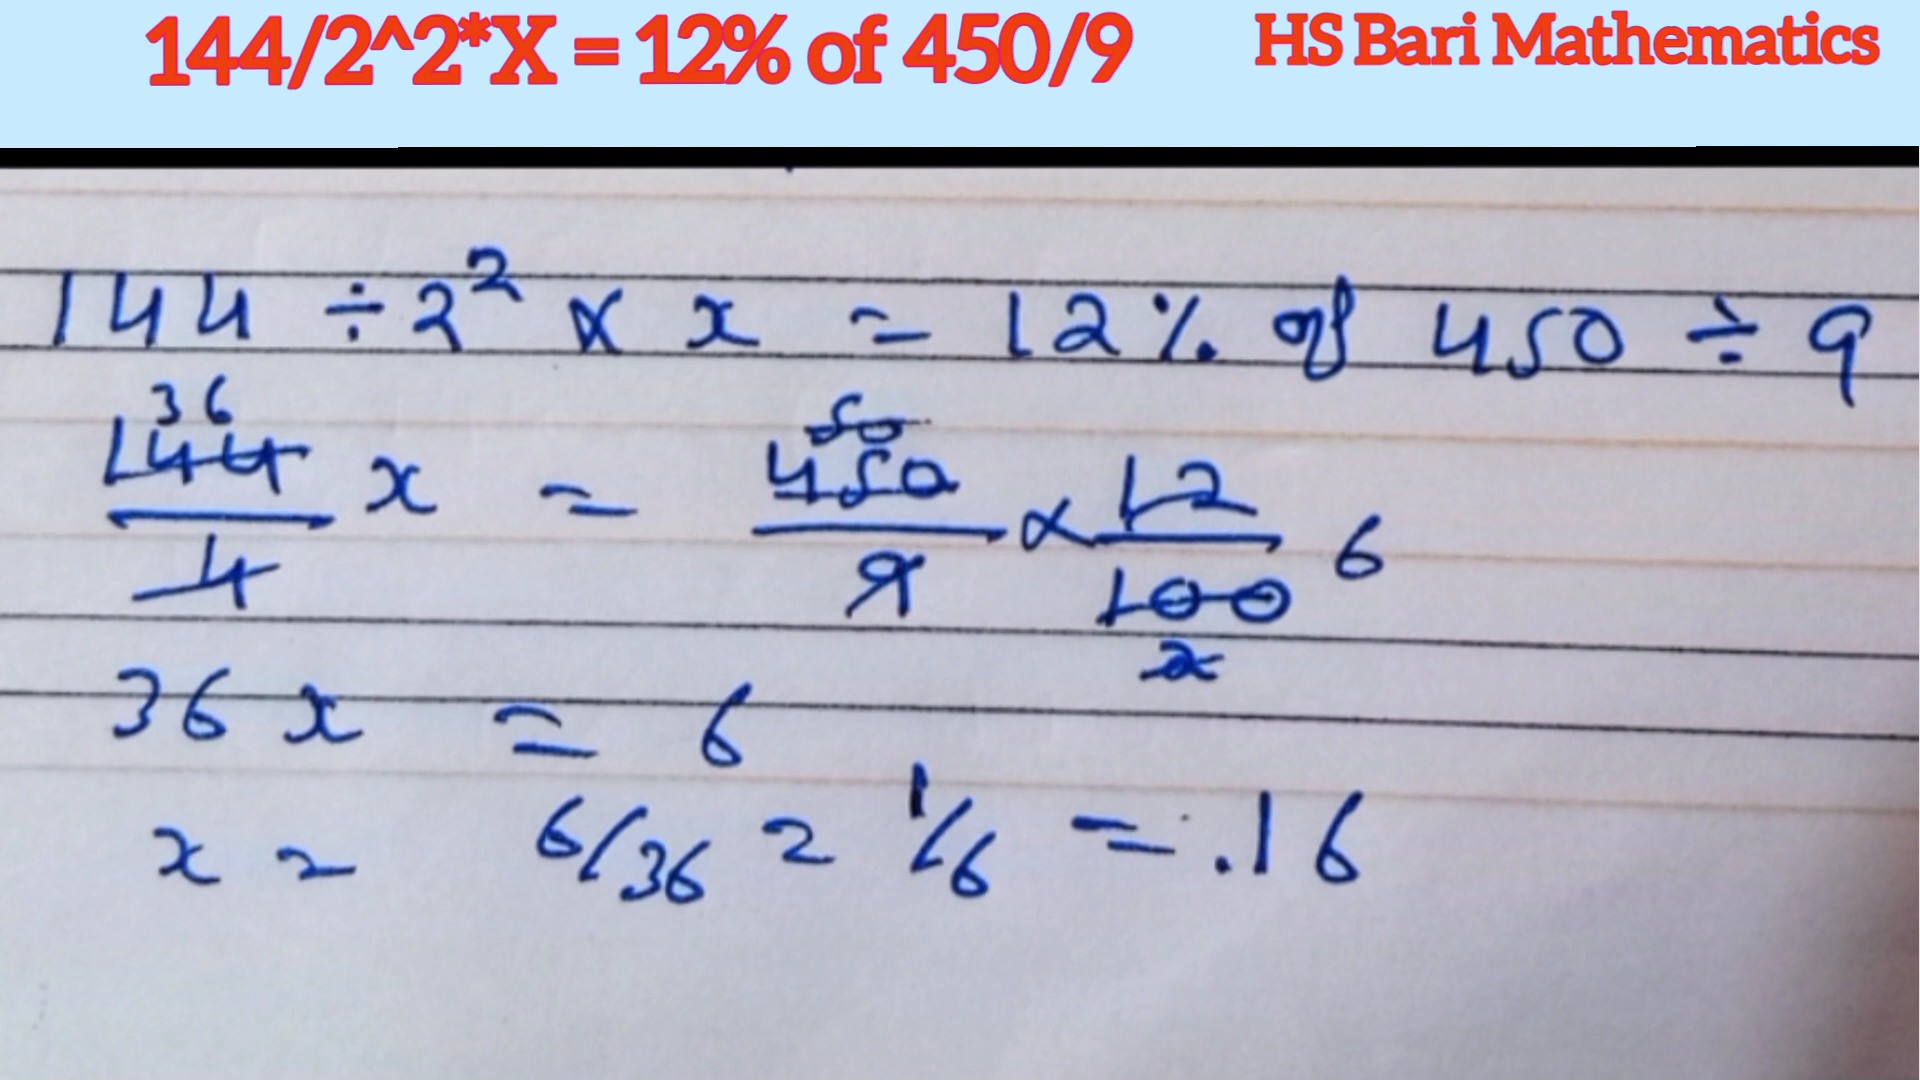 144/2^2*X = 12% of 450/9
HS Bari Mathematics
144 ÷ 2² × x = 12% of 450 ÷ 9
36 50
144/4 x = 450/9 × 12/100 6
2
36 x = 6
x = 6/36 = 1/6 = .16